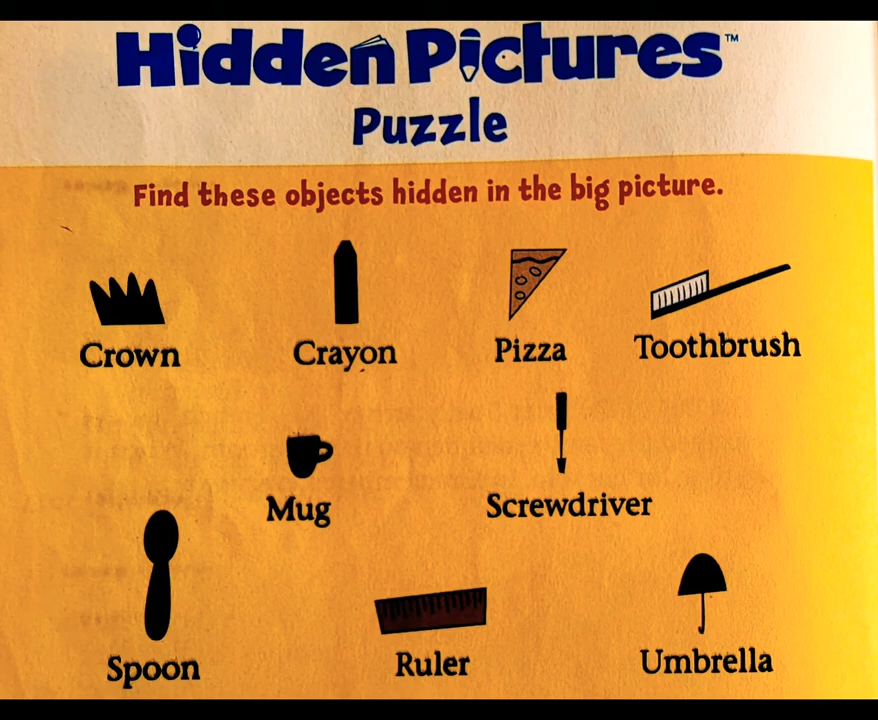 Hidden Pictures™
Puzzle
Find these objects hidden in the big picture.
Crown Crayon Pizza Toothbrush
Mug Screwdriver
Spoon Ruler Umbrella